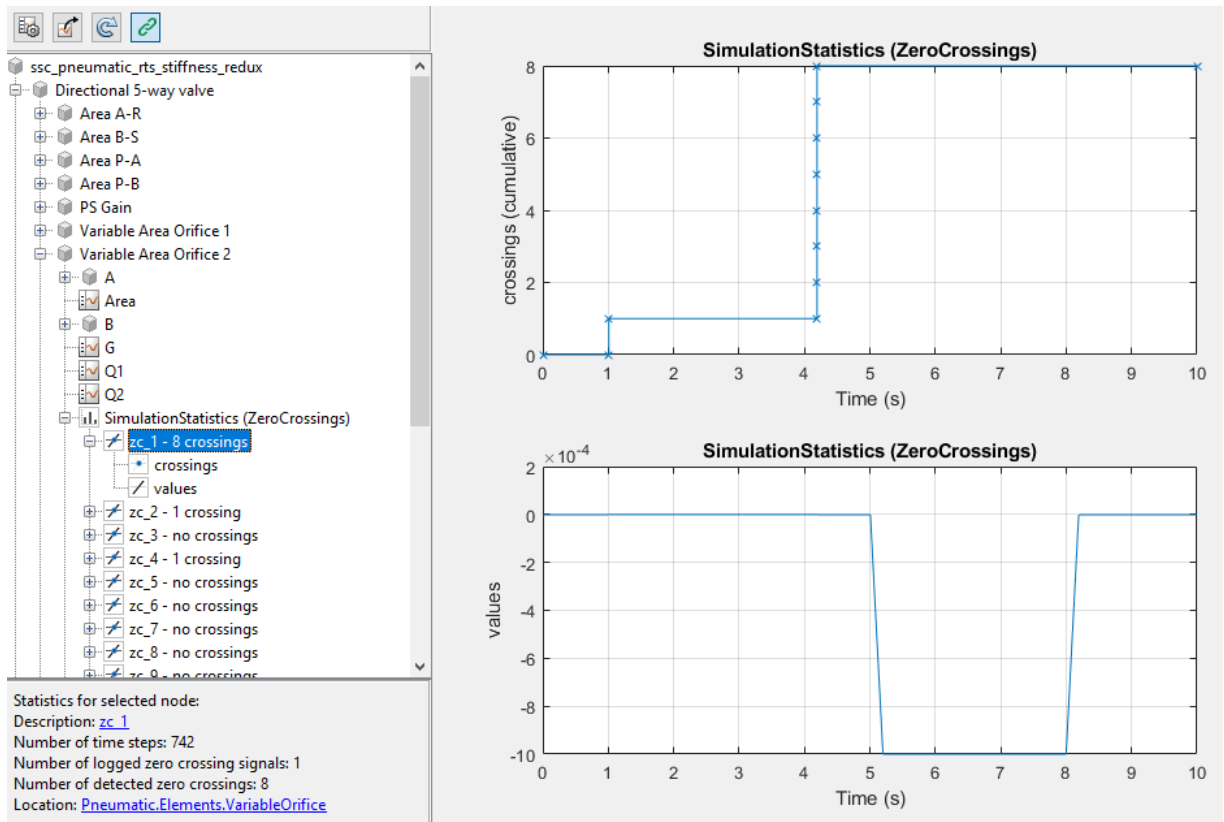 ssc_pneumatic_rts_stiffness_redux
Directional 5-way valve
Area A-R
Area B-S
Area P-A
Area P-B
PS Gain
Variable Area Orifice 1
Variable Area Orifice 2
A
Area
B
G
Q1
Q2
SimulationStatistics (ZeroCrossings)
zc_1 - 8 crossings
crossings
values
zc_2 - 1 crossing
zc_3 - no crossings
zc_4 - 1 crossing
zc_5 - no crossings
zc_6 - no crossings
zc_7 - no crossings
zc_8 - no crossings
zc_9 - no crossings
Statistics for selected node:
Description: zc_1
Number of time steps: 742
Number of logged zero crossing signals: 1
Number of detected zero crossings: 8
Location: Pneumatic.Elements.VariableOrifice
SimulationStatistics (ZeroCrossings)
crossings (cumulative)
8
6
4
2
0
0 1 2 3 4 5 6 7 8 9 10
Time (s)
SimulationStatistics (ZeroCrossings)
×10-4
values
2
0
-2
-4
-6
-8
-10
0 1 2 3 4 5 6 7 8 9 10
Time (s)